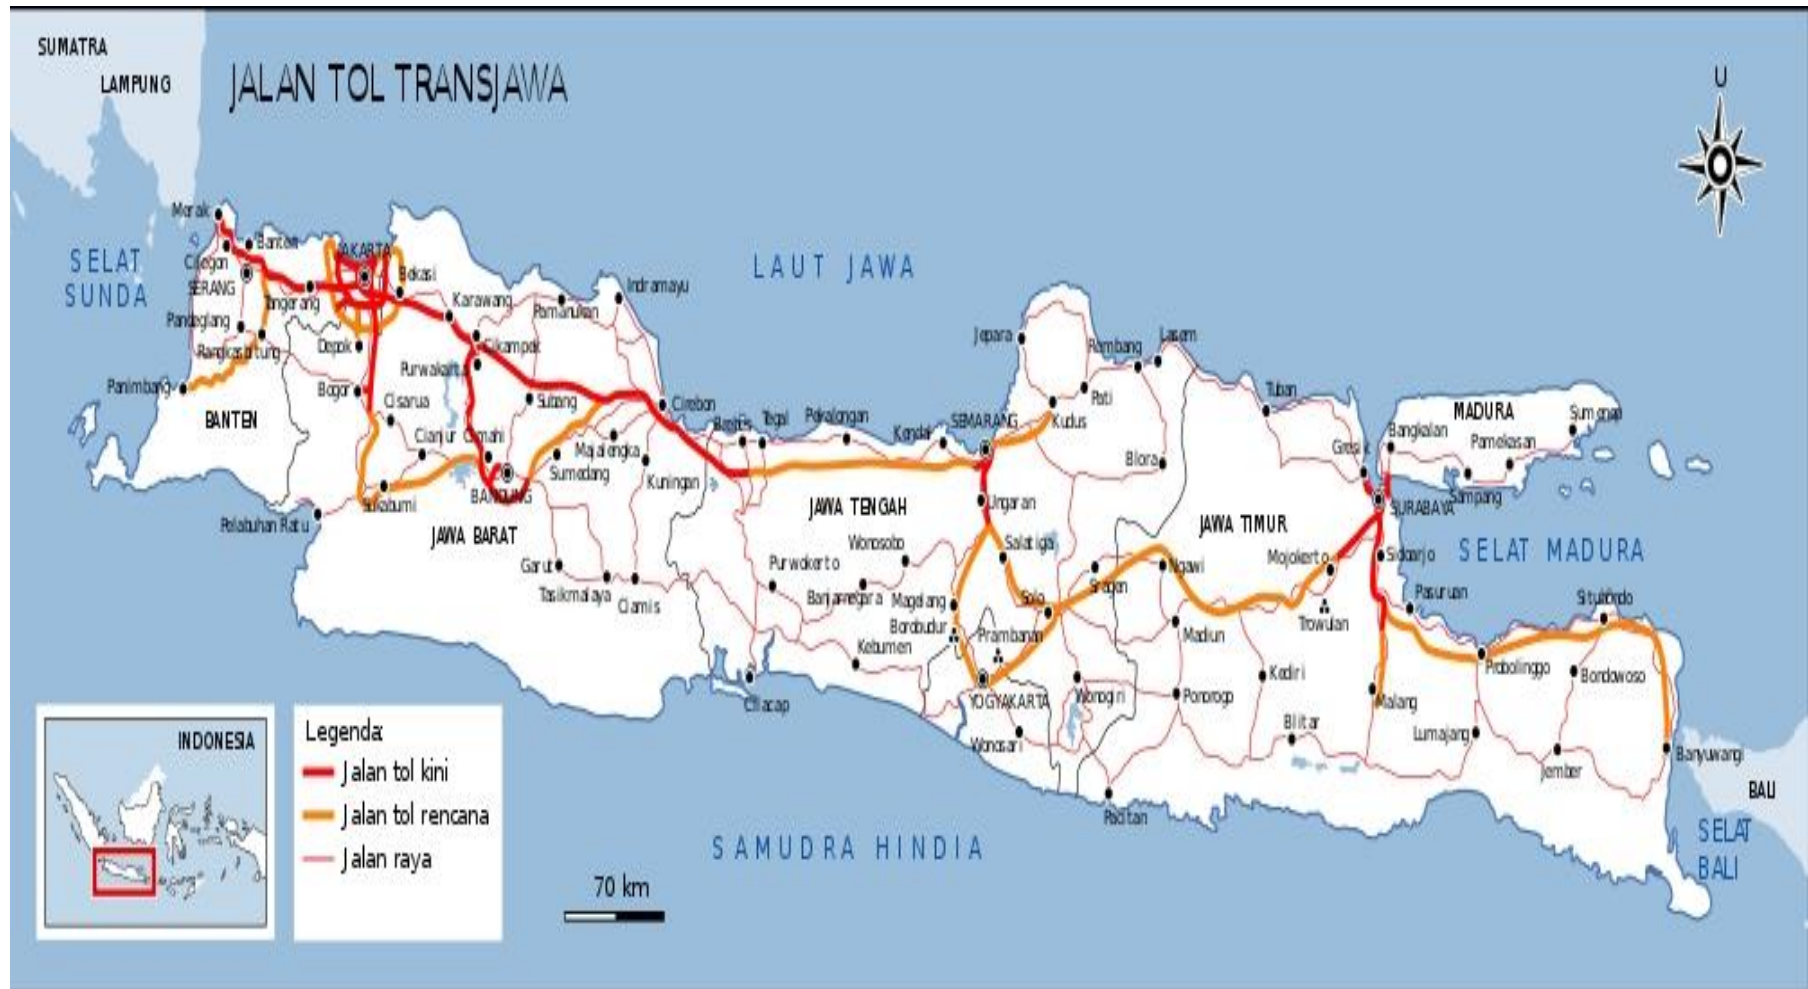 SUMATRA
LAMPUNG
JALAN TOL TRANSJAWA
U
Merak
SELAT
SUNDA
Banten
Cilegon
SERANG
JAKARTA
Bekasi
LAUT JAWA
Tangerang
Karawang
Pamanukan
Indramayu
Pandeglang
Rangkasbitung
Depok
Cikampek
Purwakarta
Jepara
Rembang
Lasem
Panimbang
Bogor
Cisarua
Subang
Cirebon
Brebes
Tegal
Pekalongan
Kendal
SEMARANG
Kudus
Pati
Tuban
BANTEN
MADURA
Sumenep
Bangkalan
Pamekasan
Sampang
Gresik
Cianjur
Cimahi
Majalengka
Sumedang
Kuningan
Blora
BANDUNG
Sukabumi
Pelabuhan Ratu
JAWA BARAT
JAWA TENGAH
Ungaran
JAWA TIMUR
SURABAYA
SELAT MADURA
Wonosobo
Salatiga
Mojokerto
Sidoarjo
Garut
Tasikmalaya
Ciamis
Purwokerto
Banjarnegara
Magelang
Borobudur
Solo
Sragen
Ngawi
Pasuruan
Situbondo
Trowulan
Madiun
Prambanan
Kebumen
Probolinggo
Bondowoso
Kediri
YOGYAKARTA
Wonogiri
Ponorogo
Malang
Cilacap
Wonosari
Blitar
Lumajang
Jember
Banyuwangi
Pacitan
BALI
SELAT
BALI
SAMUDRA HINDIA
INDONESIA
Legenda:
Jalan tol kini
Jalan tol rencana
Jalan raya
70 km